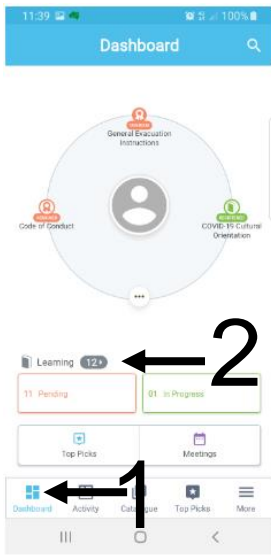 11:39 100%
Dashboard
General Evacuation
Instructions
Code of Conduct
COVID-19 Cultural
Orientation
Learning 12
2
11 Pending
01 In Progress
Top Picks
Meetings
1
Dashboard
Activity
Top Picks
More